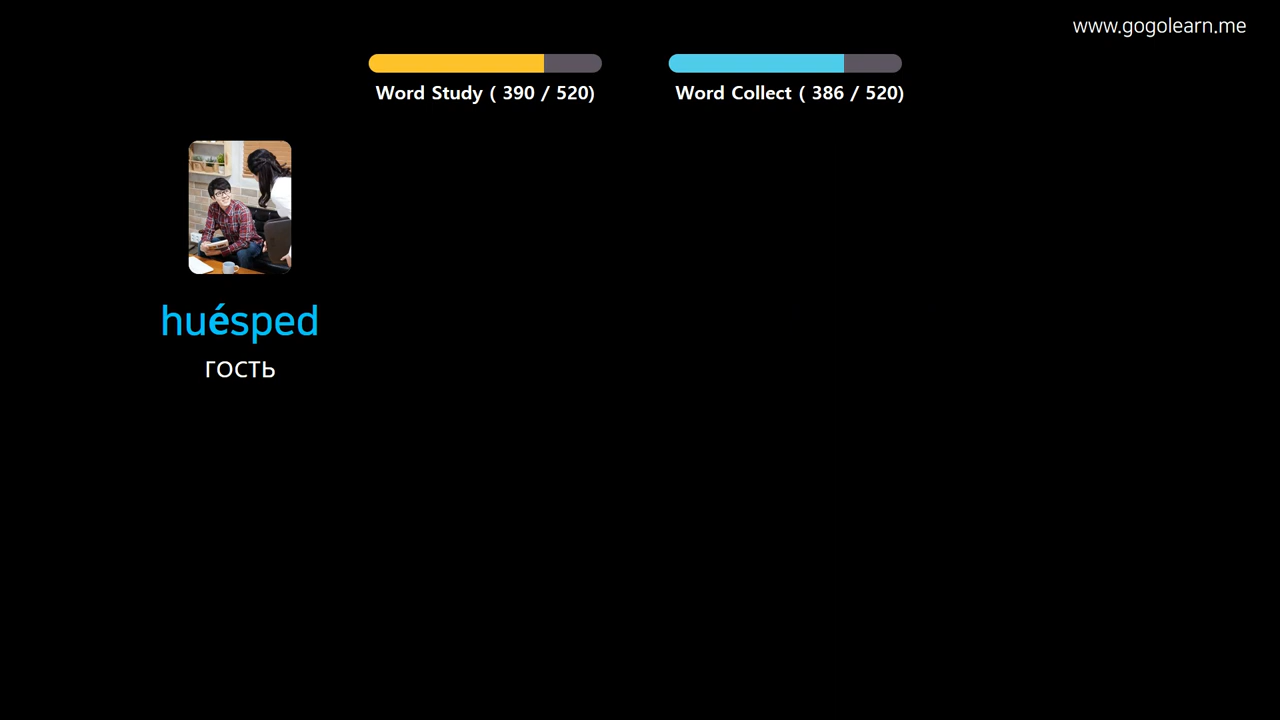 www.gogolearn.me
Word Study ( 390 / 520)
Word Collect ( 386 / 520)
huésped
гость